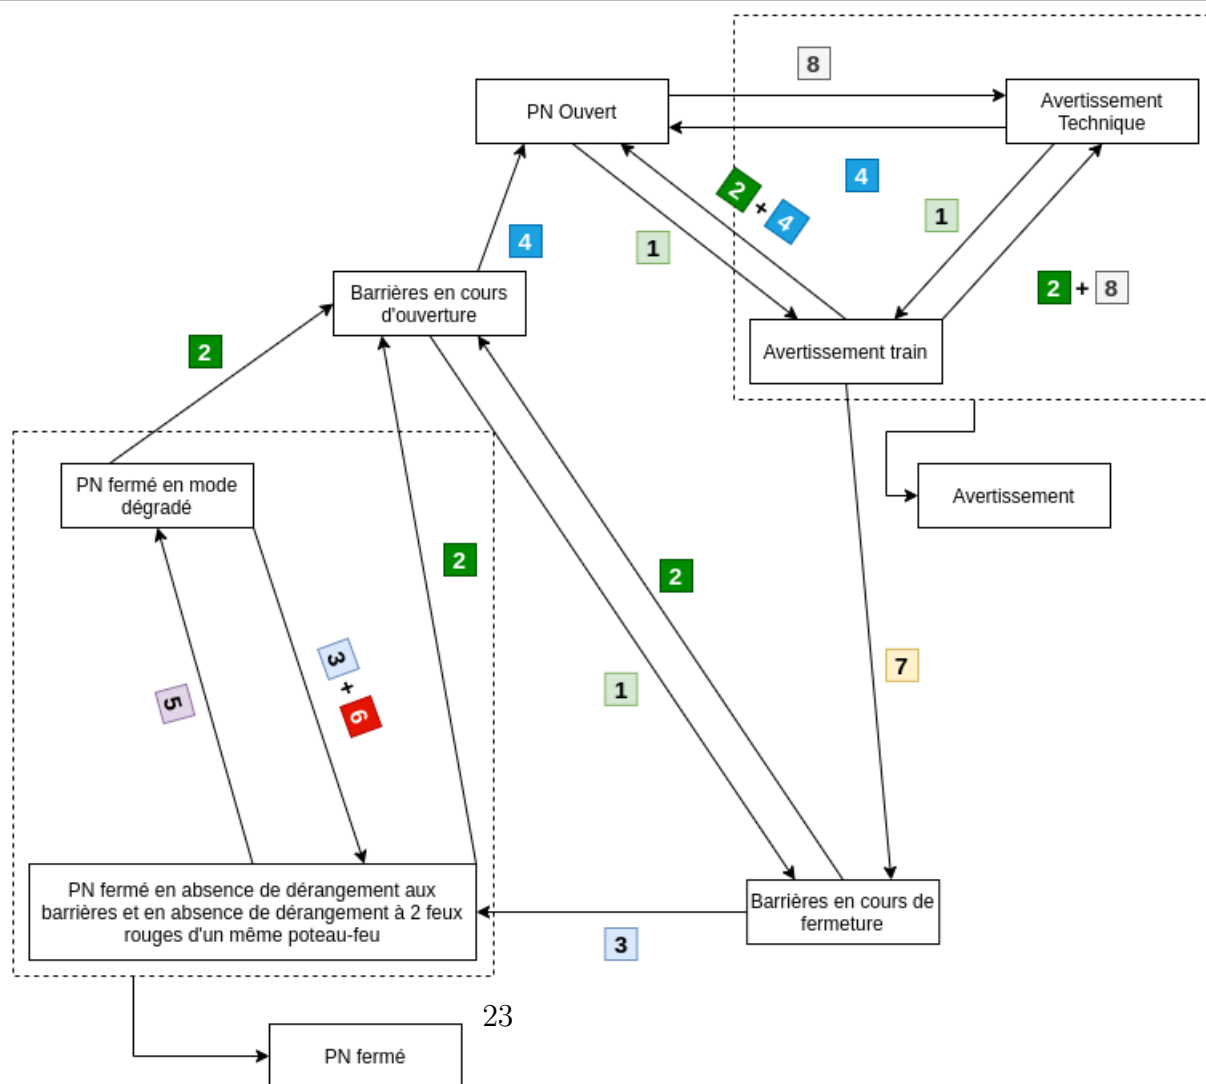 8
PN Ouvert
Avertissement
Technique
2 + 4
4
1
1
4
2 + 8
Barrières en cours
d'ouverture
2
Avertissement train
PN fermé en mode
dégradé
Avertissement
2
2
3 + 6
7
1
5
PN fermé en absence de dérangement aux
barrières et en absence de dérangement à 2 feux
rouges d'un même poteau-feu
Barrières en cours de
fermeture
3
23
PN fermé